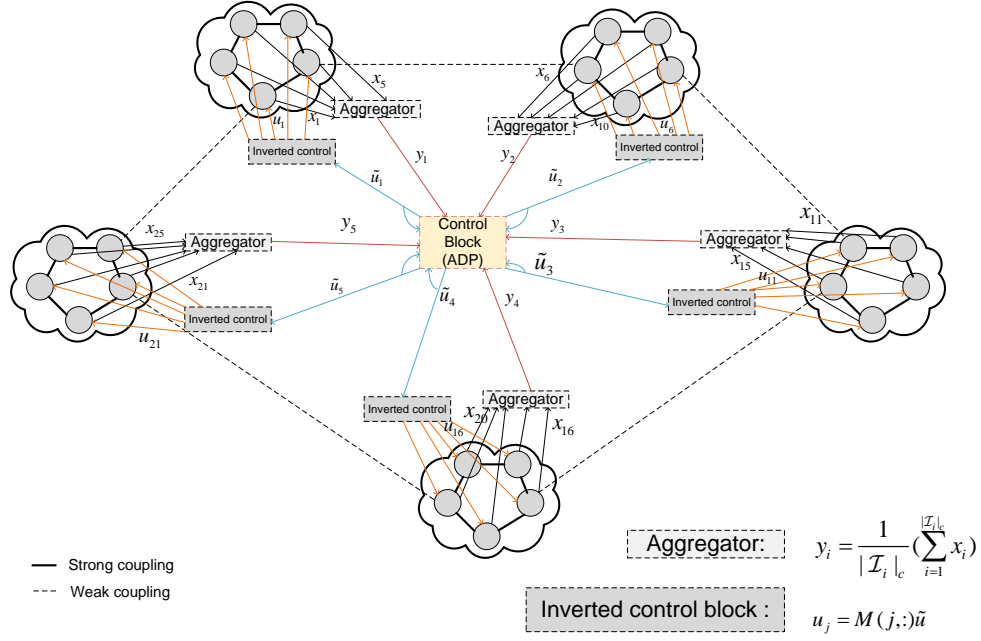 x₅
x₆
Aggregator
u₁
x₁
Aggregator
x₁₀
u₆
Inverted control
Inverted control
y₁
y₂
ũ₁
ũ₂
x₁₁
x₂₅
Aggregator
y₅
Control
Block
(ADP)
y₃
Aggregator
x₂₁
x₁₅
u₁₁
ũ₅
ũ₄
ũ₃
Inverted control
Inverted control
u₂₁
y₄
Inverted control
Aggregator
x₂₀
u₁₆
x₁₆
Strong coupling
Weak coupling
Aggregator: y_i = 1/|ℐ_i|_c (∑_{i=1}^{|ℐ_i|_c} x_i)
Inverted control block : u_j = M(j,:)ũ